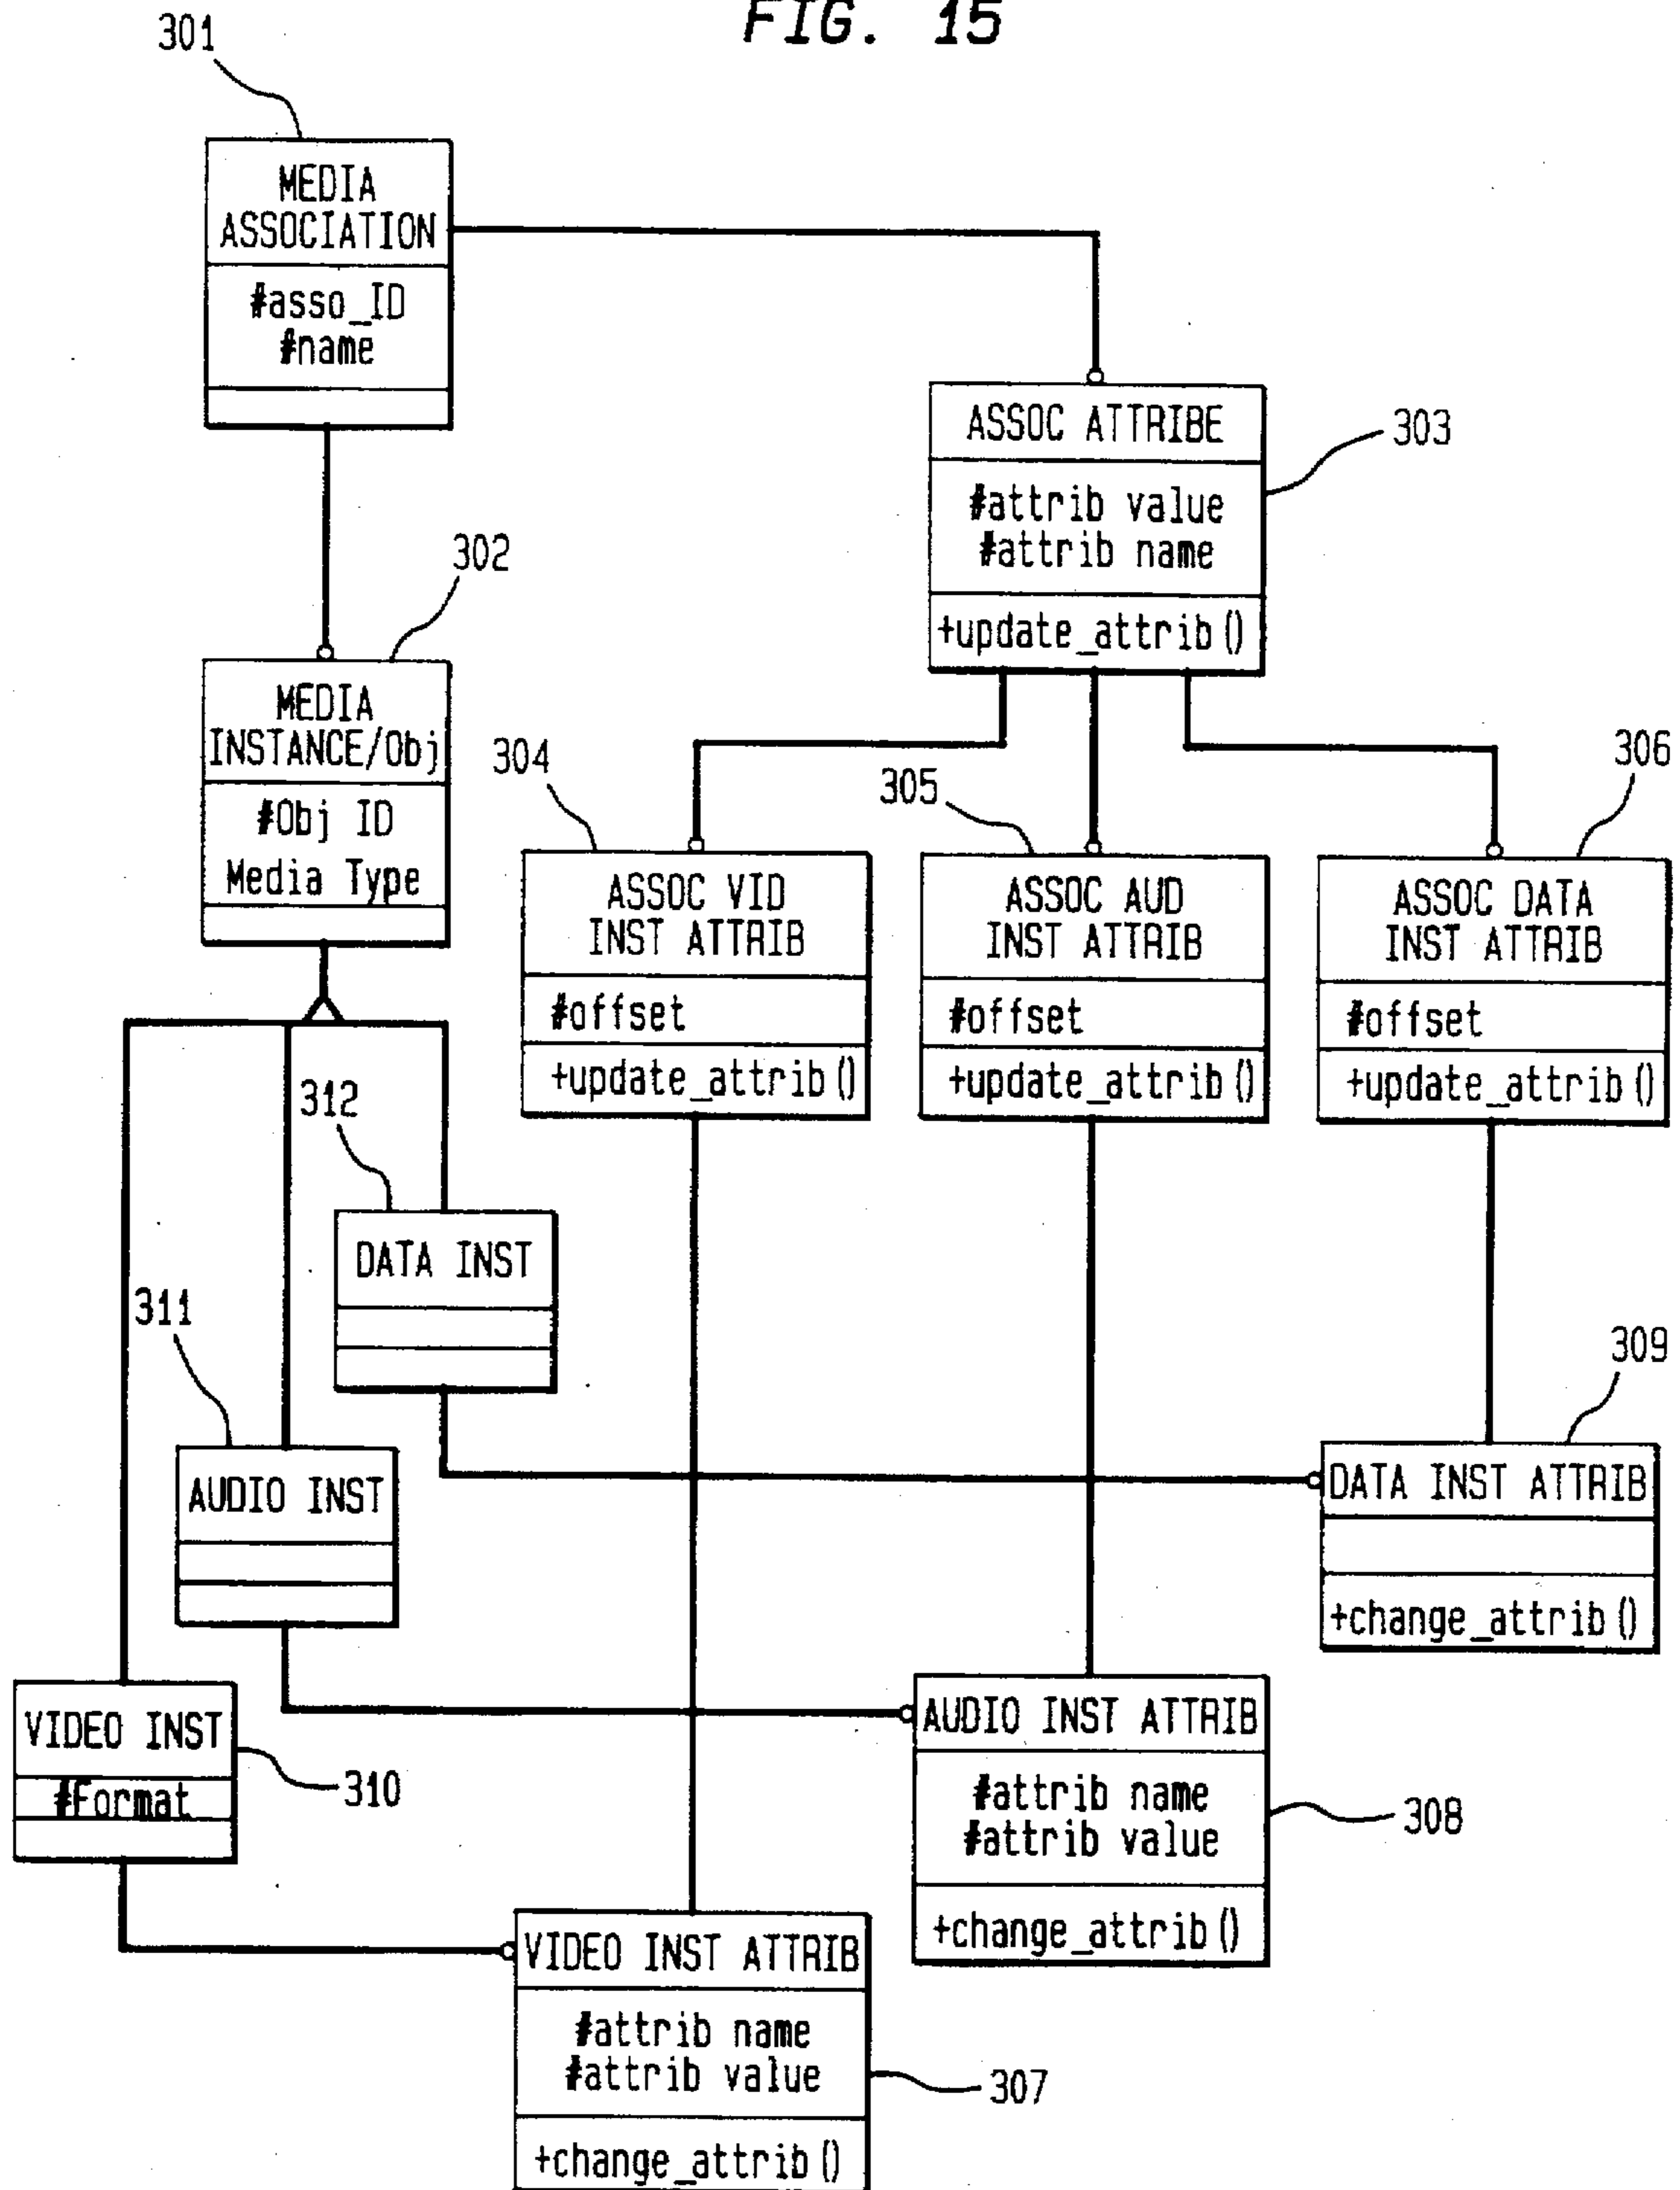 FIG. 15
301
MEDIA
ASSOCIATION
#asso_ID
#name
ASSOC ATTRIBE
303
#attrib value
#attrib name
+update_attrib()
302
MEDIA
INSTANCE/Obj
#Obj ID
Media Type
304
ASSOC VID
INST ATTRIB
#offset
+update_attrib()
305
ASSOC AUD
INST ATTRIB
#offset
+update_attrib()
306
ASSOC DATA
INST ATTRIB
#offset
+update_attrib()
312
DATA INST
311
AUDIO INST
309
DATA INST ATTRIB
+change_attrib()
VIDEO INST
310
#Format
AUDIO INST ATTRIB
#attrib name
#attrib value
308
+change_attrib()
VIDEO INST ATTRIB
#attrib name
#attrib value
307
+change_attrib()